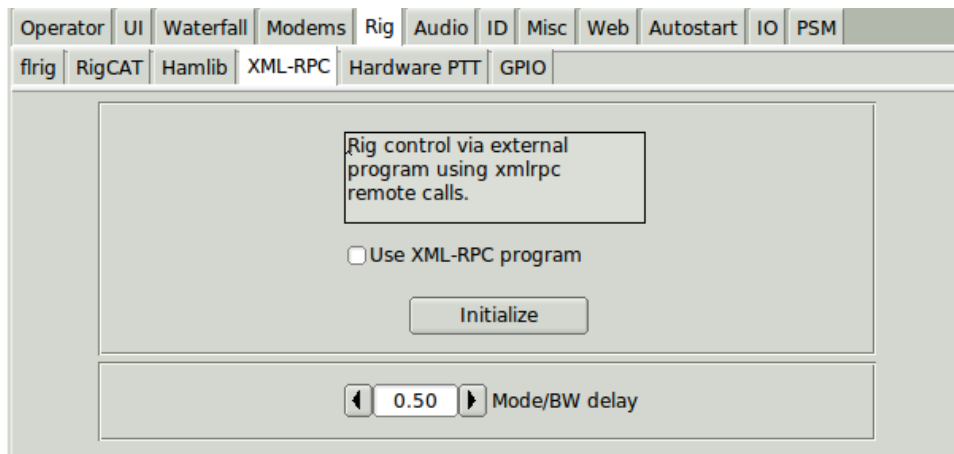 Operator UI Waterfall Modems Rig Audio ID Misc Web Autostart IO PSM
flrig RigCAT Hamlib XML-RPC Hardware PTT GPIO
Rig control via external
program using xmlrpc
remote calls.
Use XML-RPC program
Initialize
0.50 Mode/BW delay